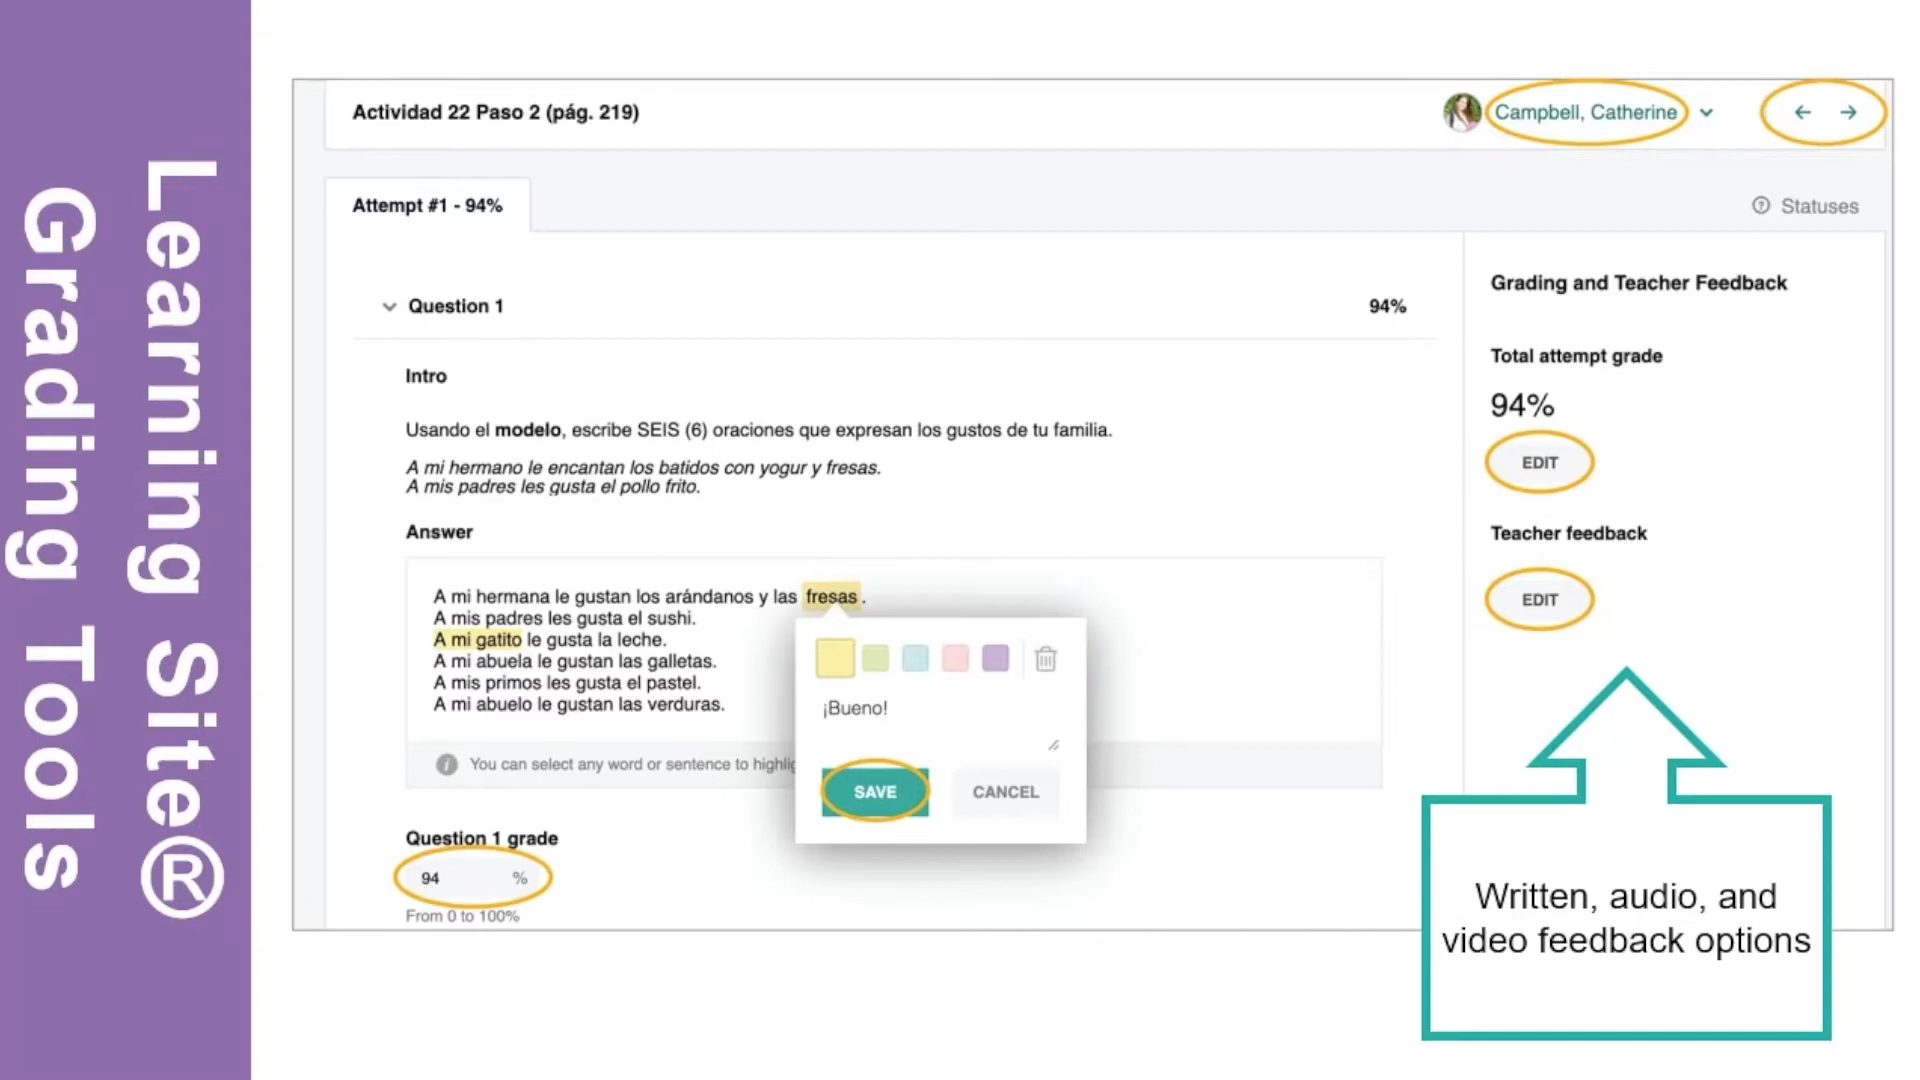 Learning Site®
Grading Tools
Actividad 22 Paso 2 (pág. 219)
Campbell, Catherine
Attempt #1 - 94%
Statuses
Question 1
94%
Intro
Usando el modelo, escribe SEIS (6) oraciones que expresan los gustos de tu familia.
A mi hermano le encantan los batidos con yogur y fresas.
A mis padres les gusta el pollo frito.
Answer
A mi hermana le gustan los arándanos y las fresas.
A mis padres les gusta el sushi.
A mi gatito le gusta la leche.
A mi abuela le gustan las galletas.
A mis primos les gusta el pastel.
A mi abuelo le gustan las verduras.
You can select any word or sentence to highlig
¡Bueno!
SAVE
CANCEL
Question 1 grade
94 %
From 0 to 100%
Grading and Teacher Feedback
Total attempt grade
94%
EDIT
Teacher feedback
EDIT
Written, audio, and
video feedback options